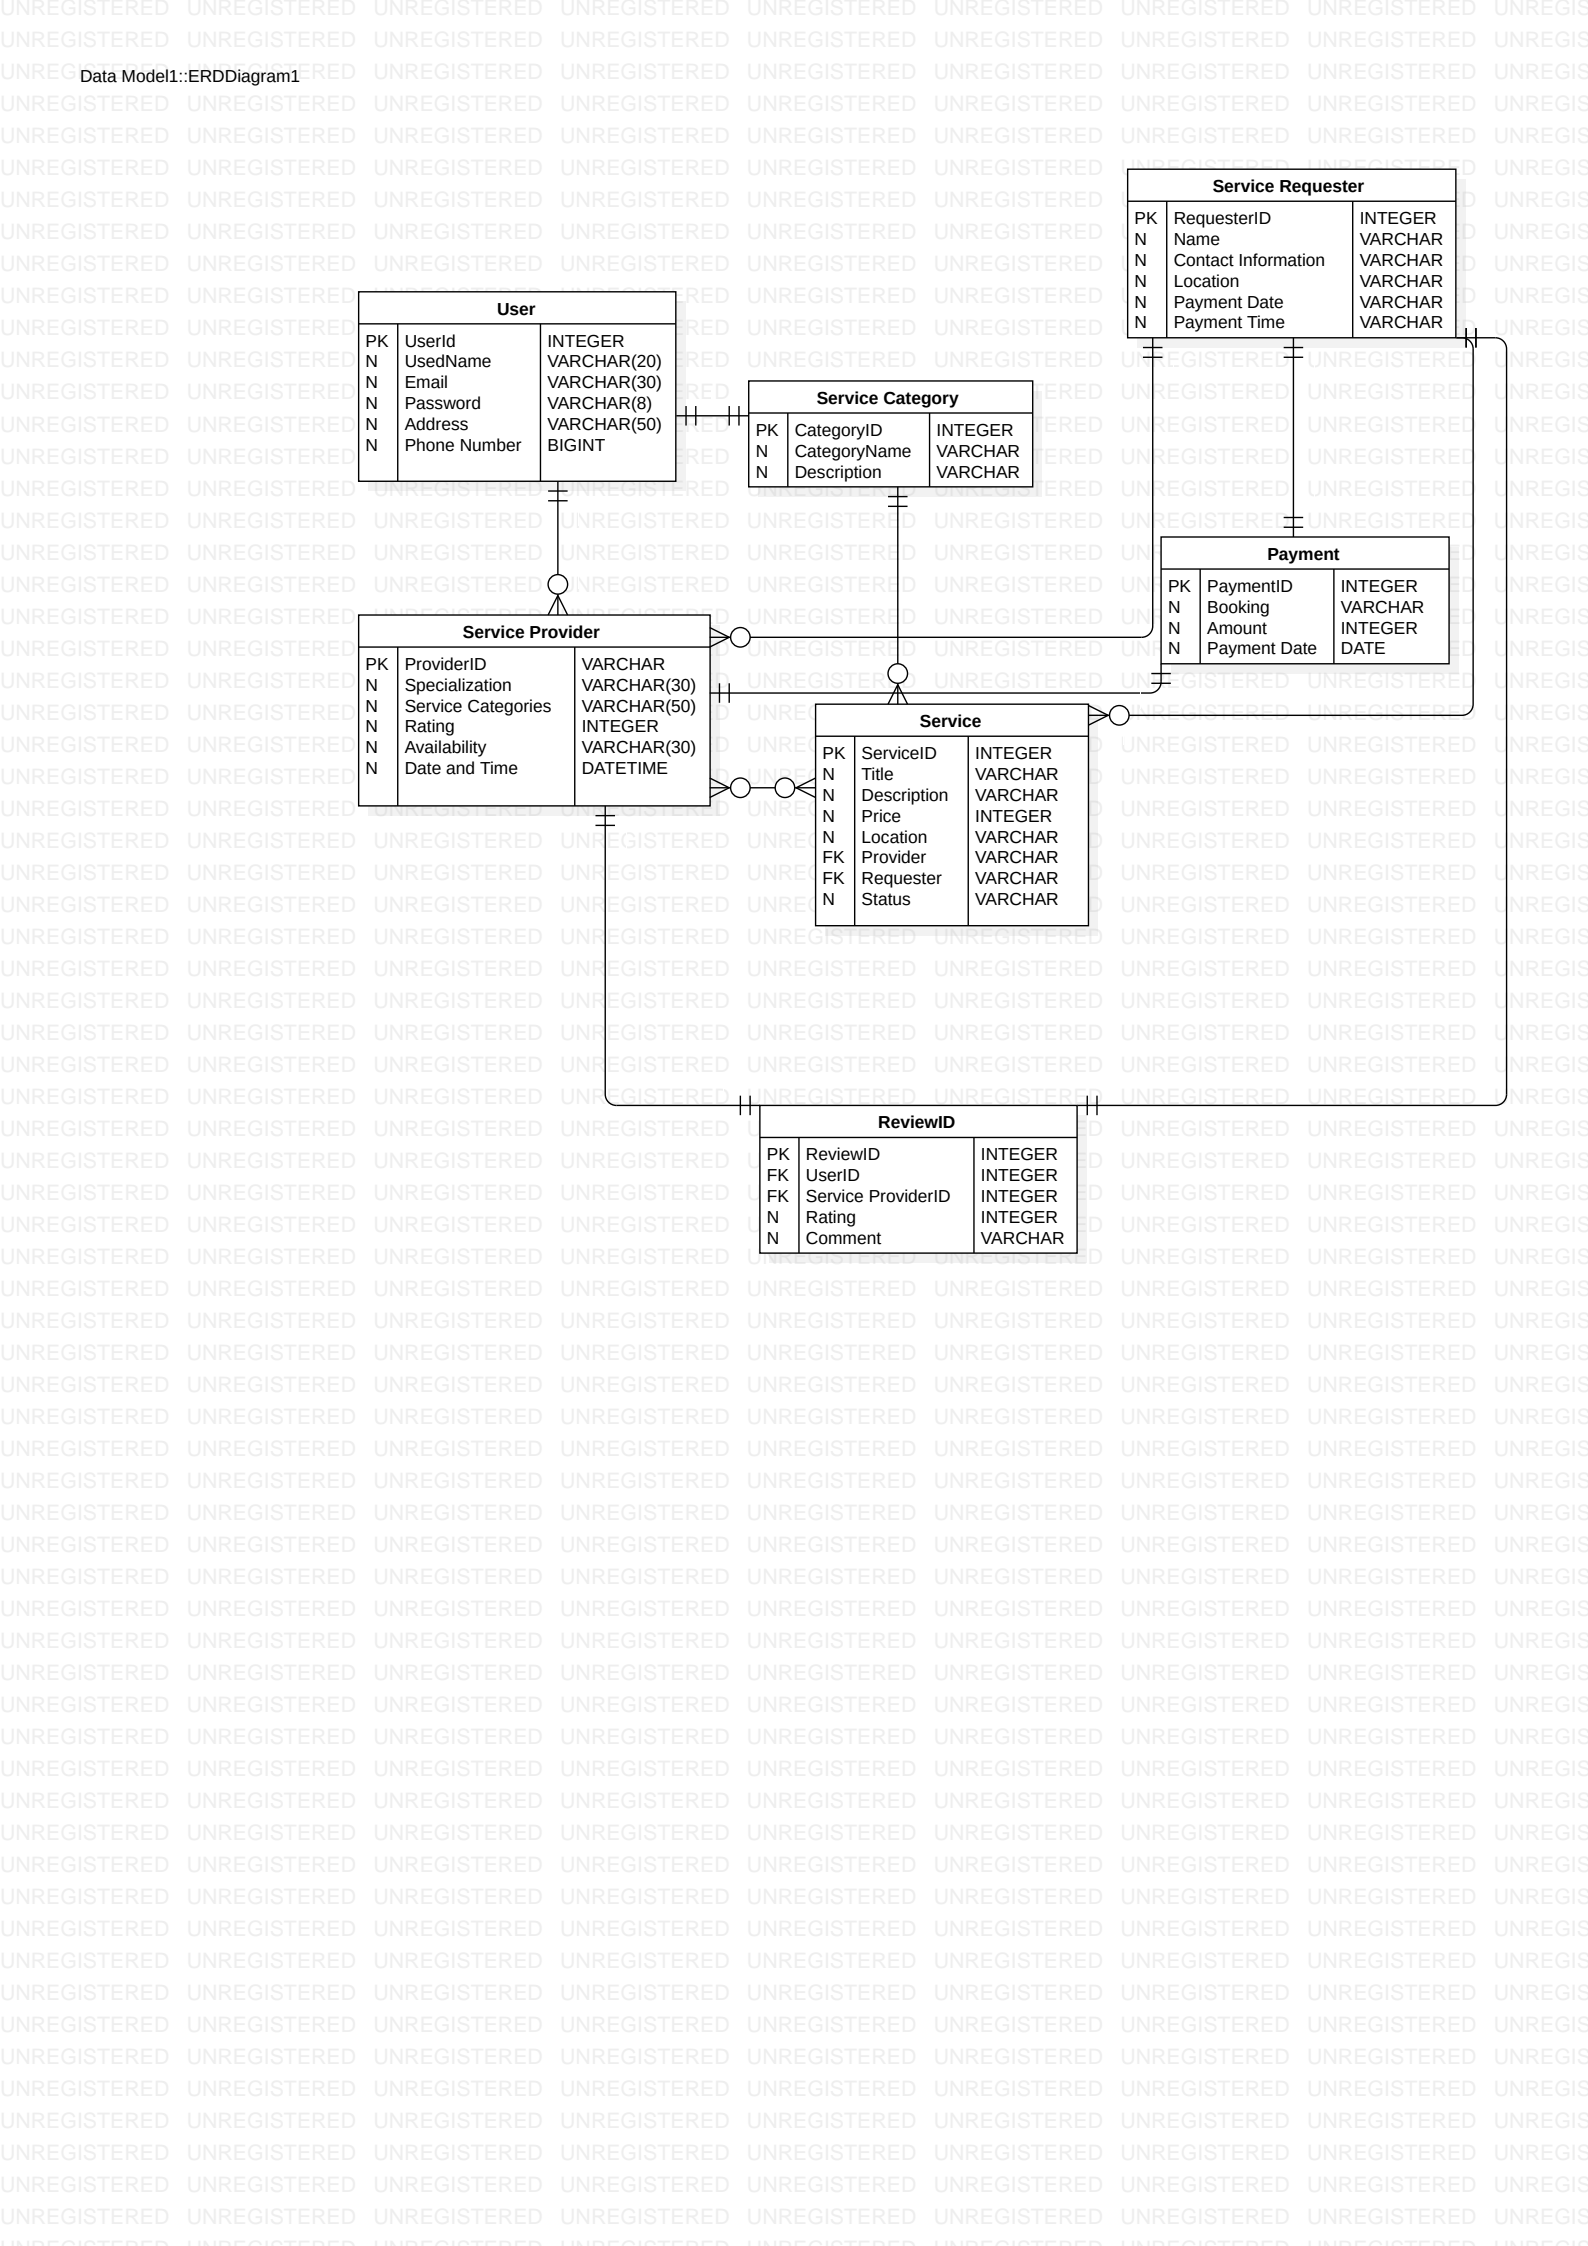 Data Model1::ERDDiagram1
Service Requester
PK RequesterID INTEGER
N Name VARCHAR
N Contact Information VARCHAR
N Location VARCHAR
N Payment Date VARCHAR
N Payment Time VARCHAR
User
PK UserId INTEGER
N UsedName VARCHAR(20)
N Email VARCHAR(30)
N Password VARCHAR(8)
N Address VARCHAR(50)
N Phone Number BIGINT
Service Category
PK CategoryID INTEGER
N CategoryName VARCHAR
N Description VARCHAR
Payment
PK PaymentID INTEGER
N Booking VARCHAR
N Amount INTEGER
N Payment Date DATE
Service Provider
PK ProviderID VARCHAR
N Specialization VARCHAR(30)
N Service Categories VARCHAR(50)
N Rating INTEGER
N Availability VARCHAR(30)
N Date and Time DATETIME
Service
PK ServiceID INTEGER
N Title VARCHAR
N Description VARCHAR
N Price INTEGER
N Location VARCHAR
FK Provider VARCHAR
FK Requester VARCHAR
N Status VARCHAR
ReviewID
PK ReviewID INTEGER
FK UserID INTEGER
FK Service ProviderID INTEGER
N Rating INTEGER
N Comment VARCHAR
UNREGISTERED